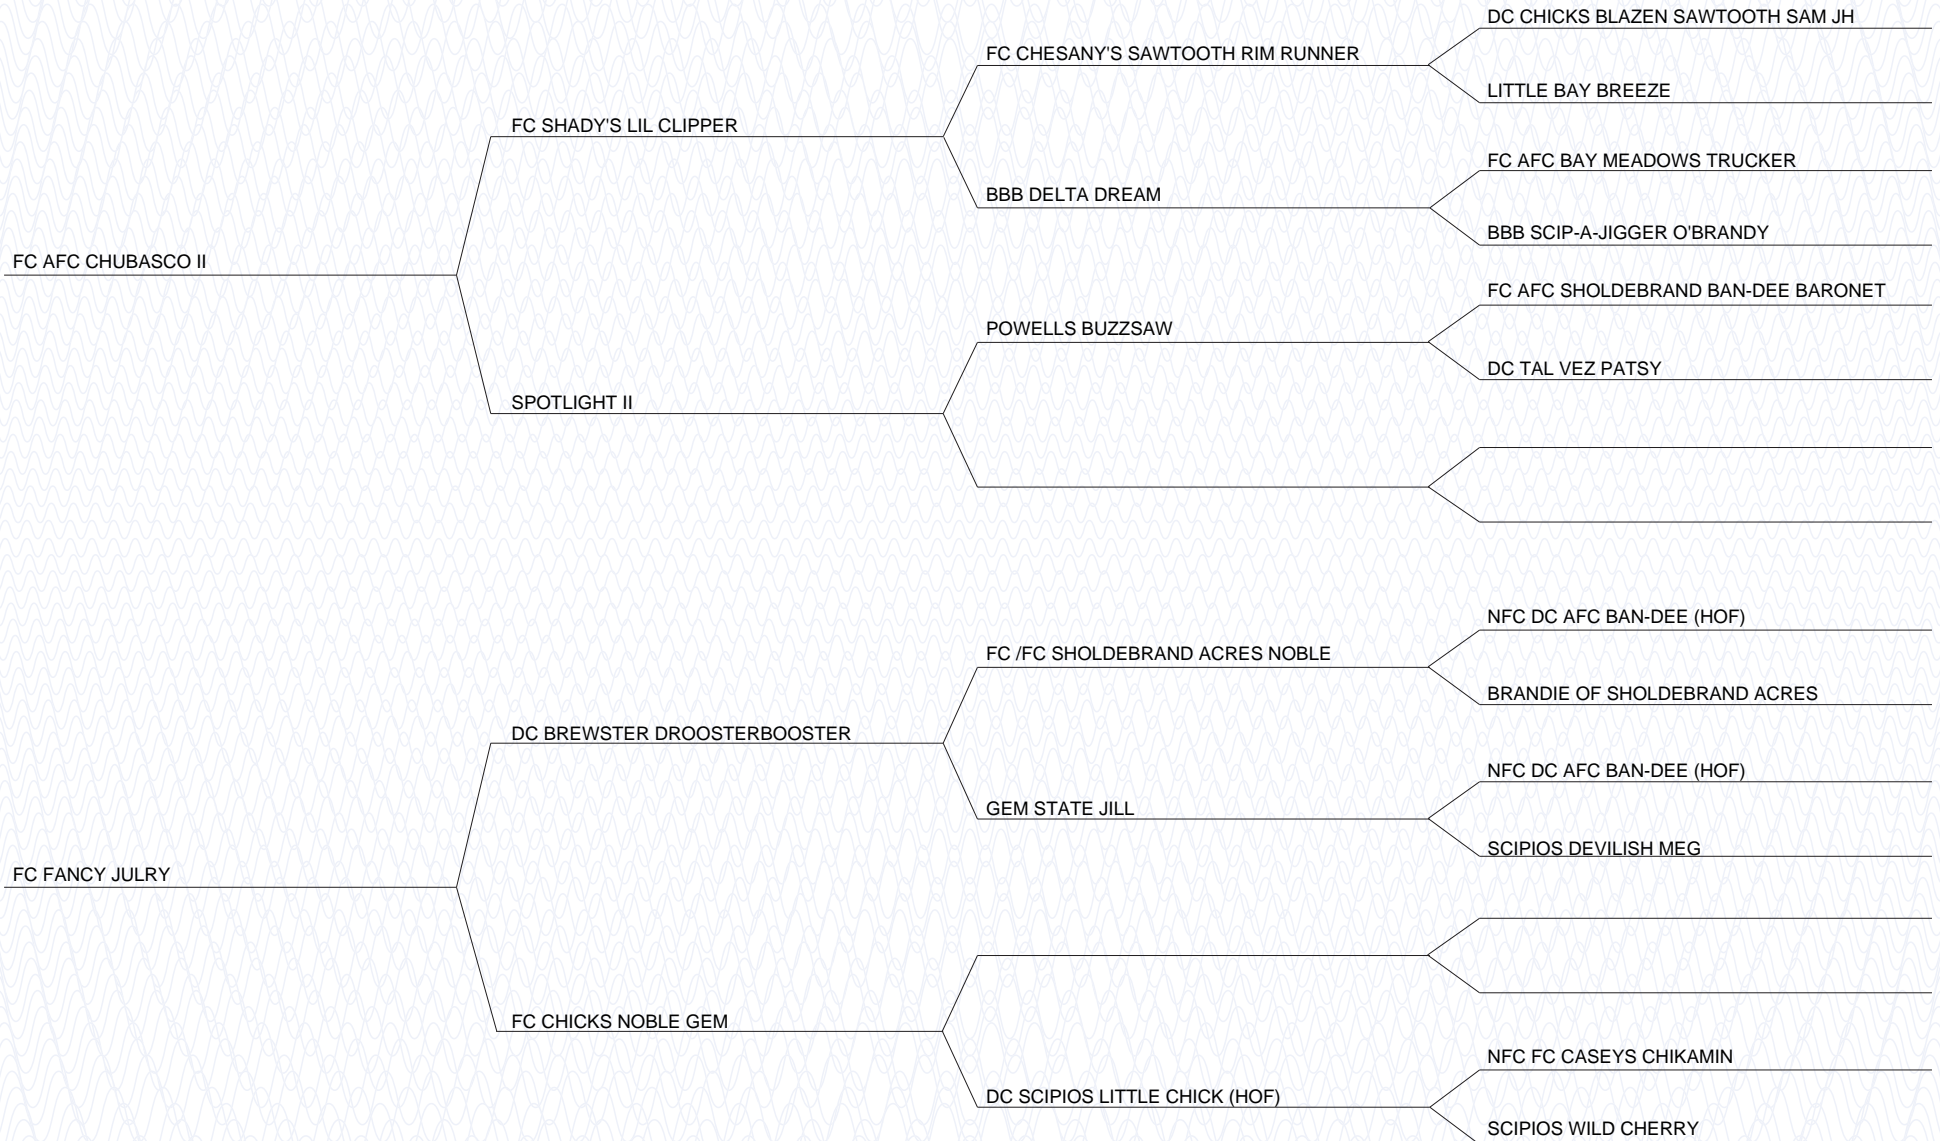 DC CHICKS BLAZEN SAWTOOTH SAM JH
FC CHESANY'S SAWTOOTH RIM RUNNER
LITTLE BAY BREEZE
FC SHADY'S LIL CLIPPER
FC AFC BAY MEADOWS TRUCKER
BBB DELTA DREAM
BBB SCIP-A-JIGGER O'BRANDY
FC AFC CHUBASCO II
FC AFC SHOLDEBRAND BAN-DEE BARONET
POWELLS BUZZSAW
DC TAL VEZ PATSY
SPOTLIGHT II
NFC DC AFC BAN-DEE (HOF)
FC /FC SHOLDEBRAND ACRES NOBLE
BRANDIE OF SHOLDEBRAND ACRES
DC BREWSTER DROOSTERBOOSTER
NFC DC AFC BAN-DEE (HOF)
GEM STATE JILL
SCIPIOS DEVILISH MEG
FC FANCY JULRY
FC CHICKS NOBLE GEM
NFC FC CASEYS CHIKAMIN
DC SCIPIOS LITTLE CHICK (HOF)
SCIPIOS WILD CHERRY